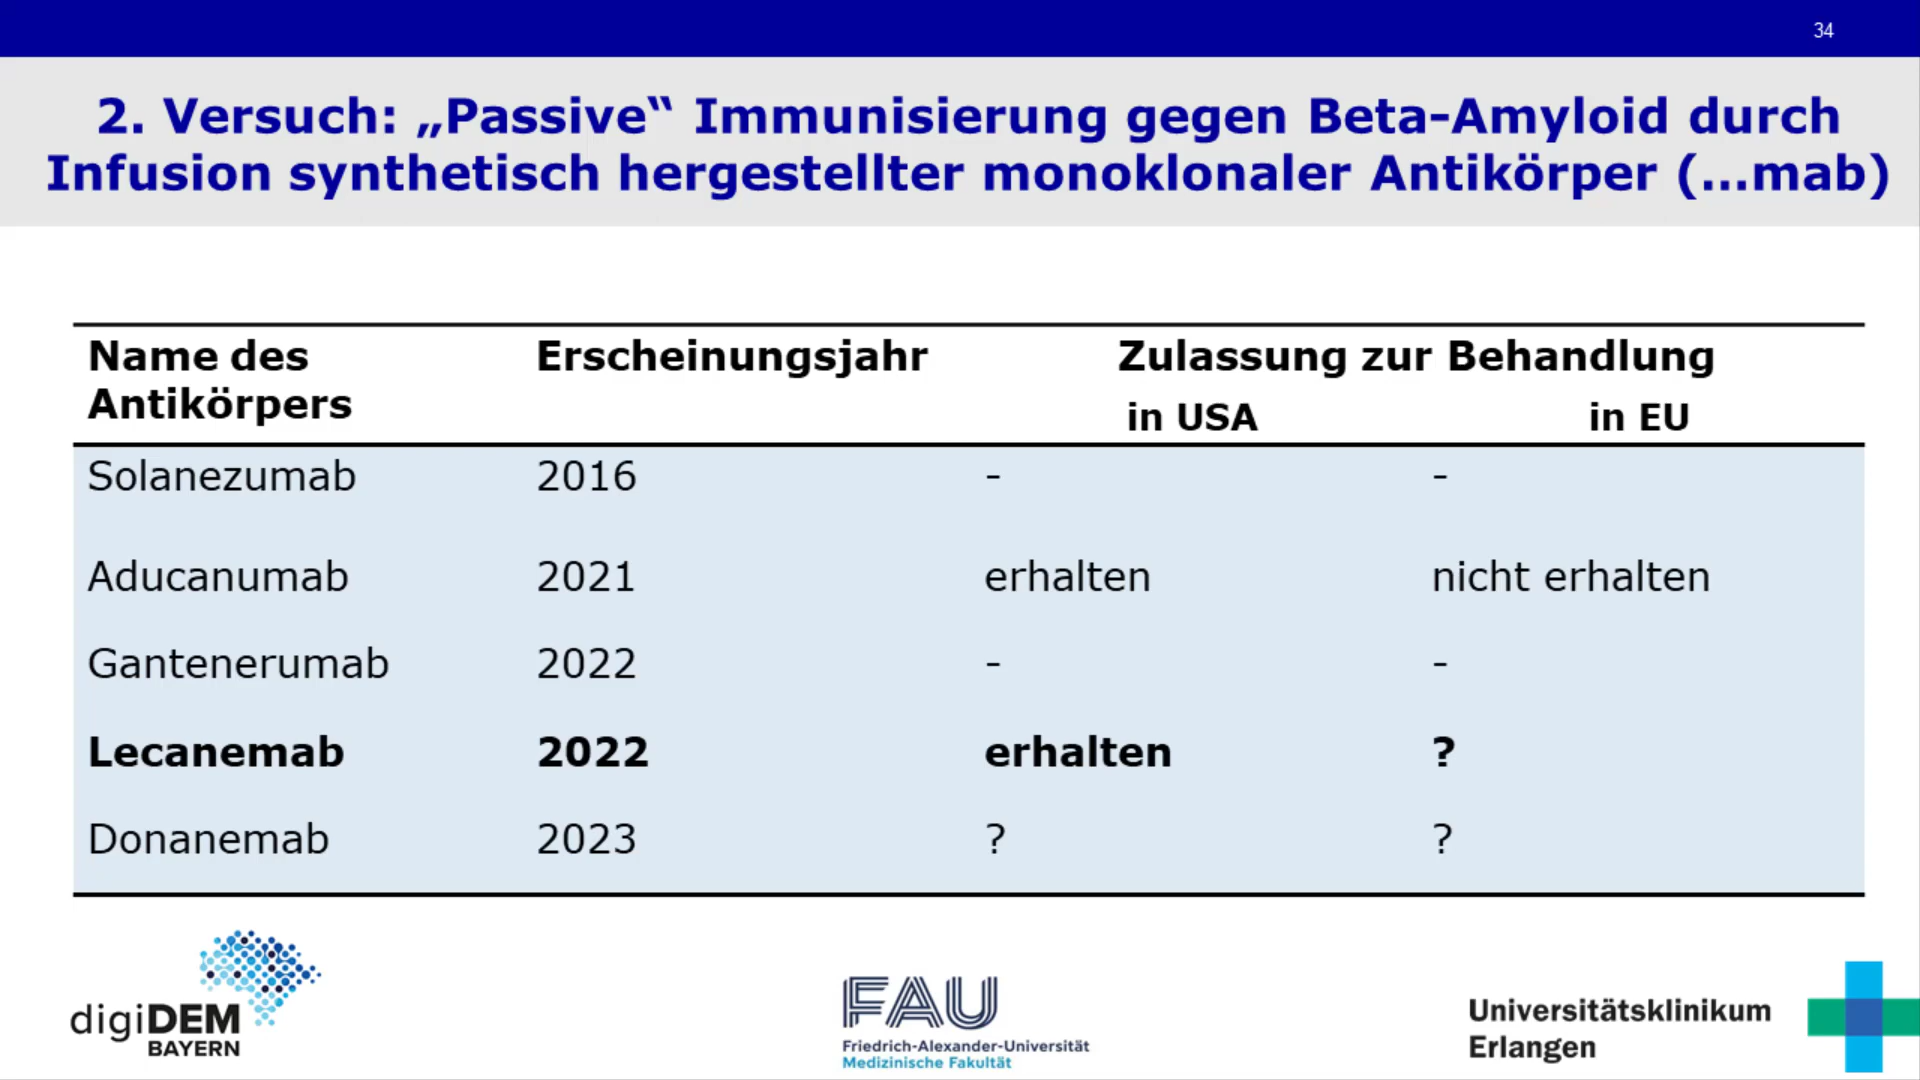 34
2. Versuch: „Passive“ Immunisierung gegen Beta-Amyloid durch
Infusion synthetisch hergestellter monoklonaler Antikörper (…mab)
Name des Antikörpers Erscheinungsjahr Zulassung zur Behandlung
in USA in EU
Solanezumab 2016 - -
Aducanumab 2021 erhalten nicht erhalten
Gantenerumab 2022 - -
Lecanemab 2022 erhalten ?
Donanemab 2023 ? ?
digiDEM
BAYERN
FAU
Friedrich-Alexander-Universität
Medizinische Fakultät
Universitätsklinikum
Erlangen